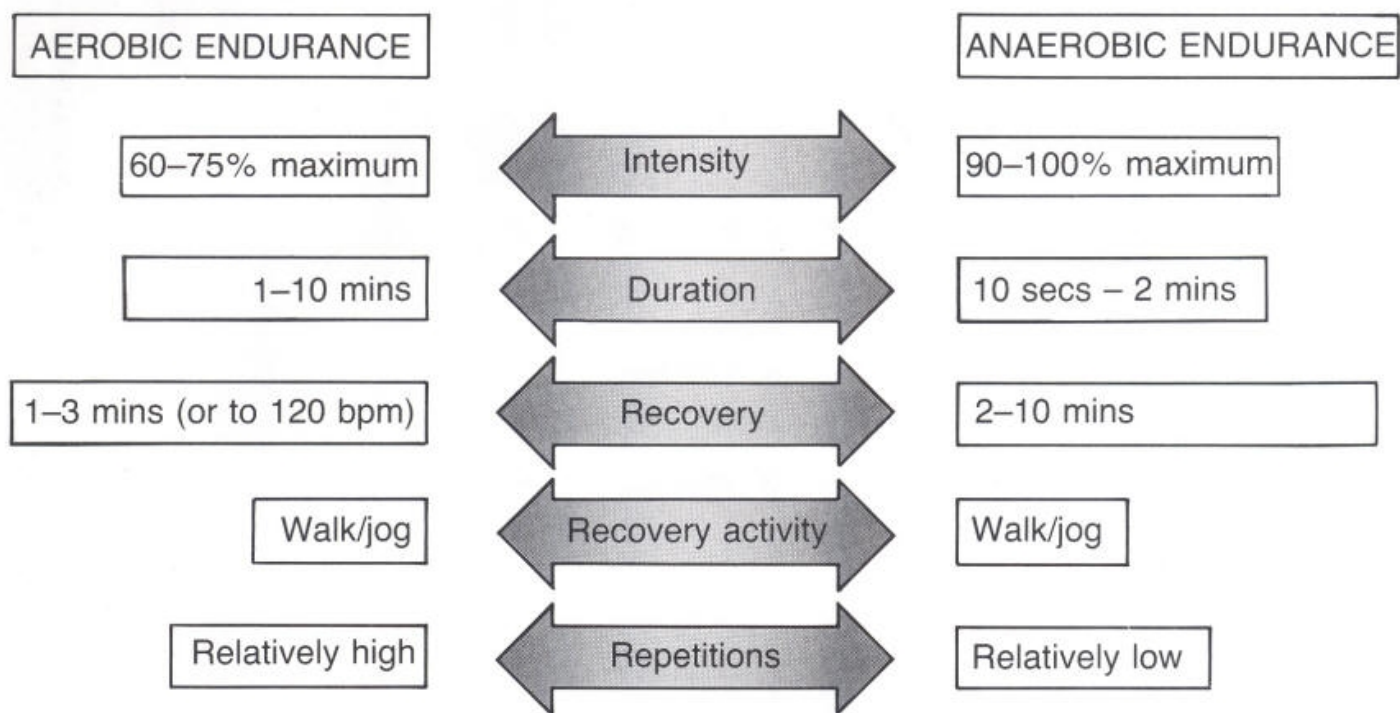 AEROBIC ENDURANCE
ANAEROBIC ENDURANCE
60–75% maximum
Intensity
90–100% maximum
1–10 mins
Duration
10 secs – 2 mins
1–3 mins (or to 120 bpm)
Recovery
2–10 mins
Walk/jog
Recovery activity
Walk/jog
Relatively high
Repetitions
Relatively low